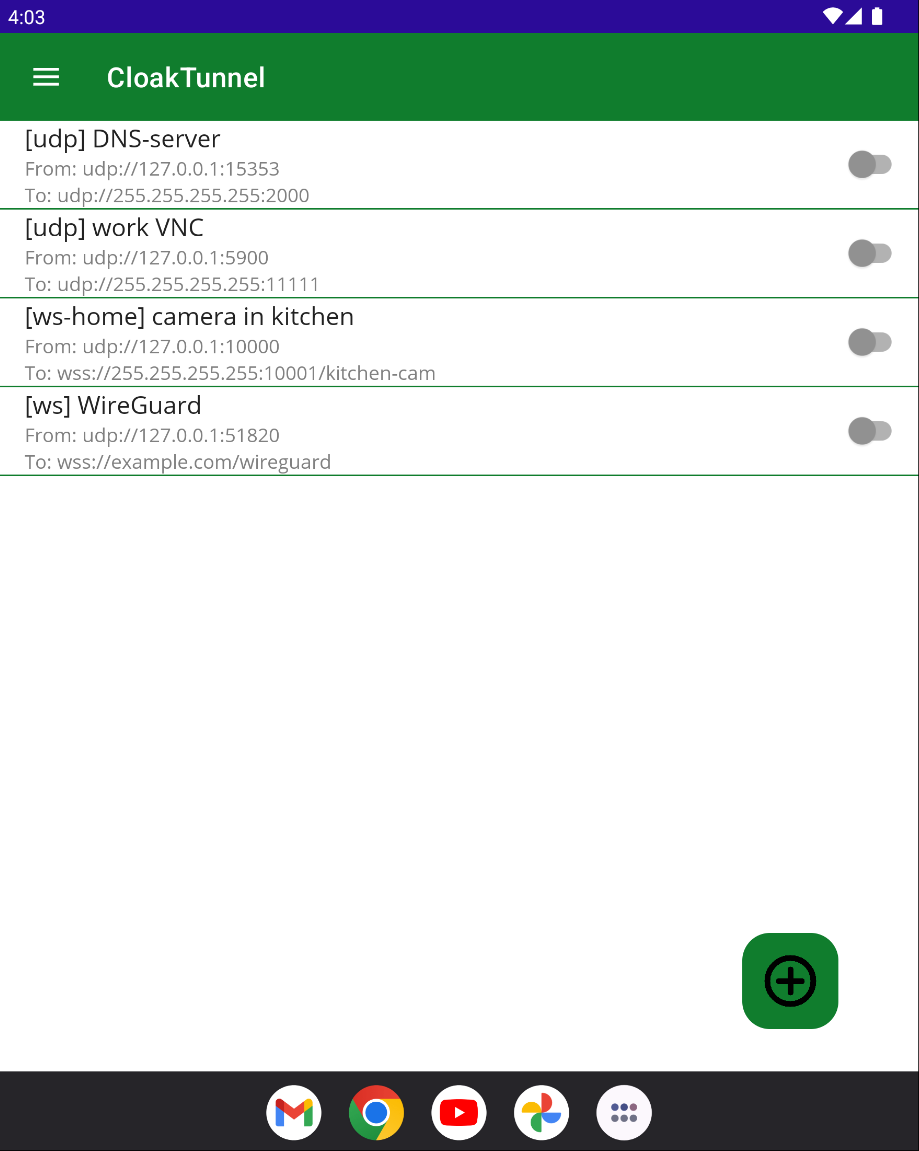 4:03
CloakTunnel
[udp] DNS-server
From: udp://127.0.0.1:15353
To: udp://255.255.255.255:2000
[udp] work VNC
From: udp://127.0.0.1:5900
To: udp://255.255.255.255:11111
[ws-home] camera in kitchen
From: udp://127.0.0.1:10000
To: wss://255.255.255.255:10001/kitchen-cam
[ws] WireGuard
From: udp://127.0.0.1:51820
To: wss://example.com/wireguard